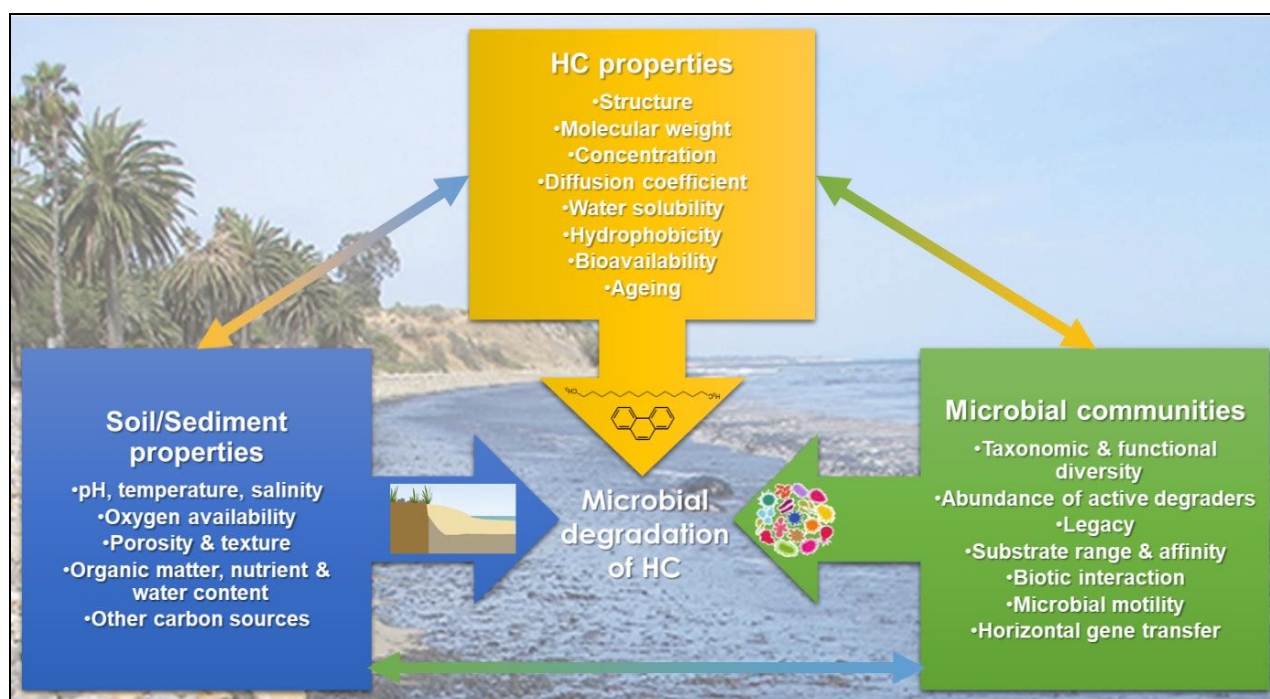 HC properties
•Structure
•Molecular weight
•Concentration
•Diffusion coefficient
•Water solubility
•Hydrophobicity
•Bioavailability
•Ageing
Soil/Sediment
properties
•pH, temperature, salinity
•Oxygen availability
•Porosity & texture
•Organic matter, nutrient &
water content
•Other carbon sources
Microbial
degradation
of HC
Microbial communities
•Taxonomic & functional
diversity
•Abundance of active degraders
•Legacy
•Substrate range & affinity
•Biotic interaction
•Microbial motility
•Horizontal gene transfer